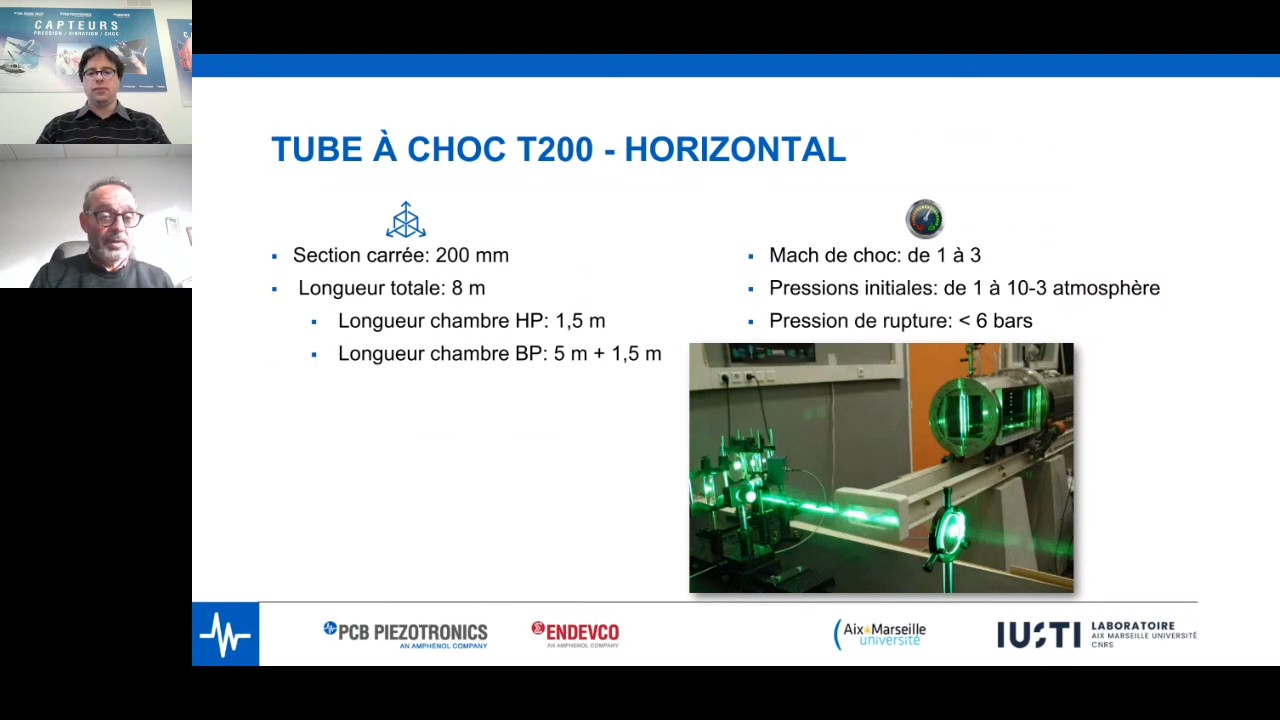 CAPTEURS
PRESSION / VIBRATION / CHOC
TUBE À CHOC T200 - HORIZONTAL
Section carrée: 200 mm
Longueur totale: 8 m
Longueur chambre HP: 1,5 m
Longueur chambre BP: 5 m + 1,5 m
Mach de choc: de 1 à 3
Pressions initiales: de 1 à 10-3 atmosphère
Pression de rupture: < 6 bars
PCB PIEZOTRONICS
AN AMPHENOL COMPANY
ENDEVCO
AN AMPHENOL COMPANY
Aix Marseille
université
IUSTI
LABORATOIRE
AIX MARSEILLE UNIVERSITÉ
CNRS